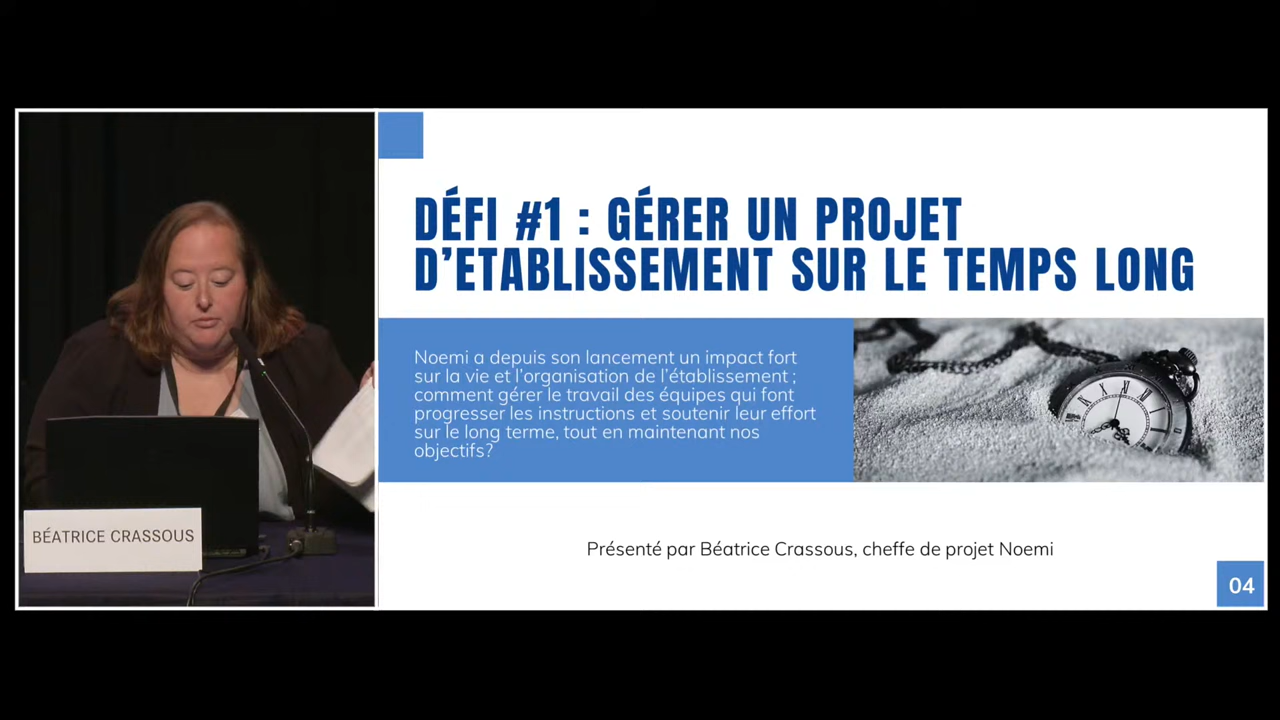 DÉFI #1 : GÉRER UN PROJET
D'ETABLISSEMENT SUR LE TEMPS LONG
Noemi a depuis son lancement un impact fort
sur la vie et l'organisation de l'établissement ;
comment gérer le travail des équipes qui font
progresser les instructions et soutenir leur effort
sur le long terme, tout en maintenant nos
objectifs?
BÉATRICE CRASSOUS
Présenté par Béatrice Crassous, cheffe de projet Noemi
04